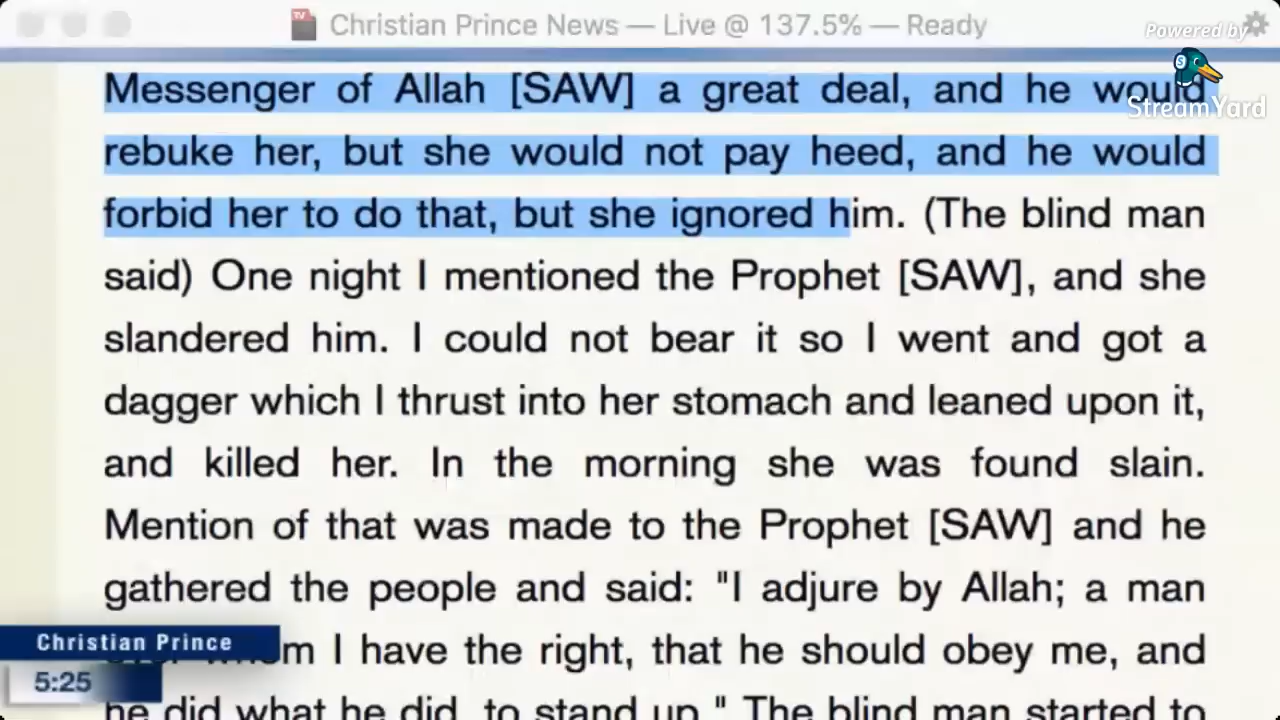 Christian Prince News — Live @ 137.5% — Ready
Powered by
StreamYard
Messenger of Allah [SAW] a great deal, and he would
rebuke her, but she would not pay heed, and he would
forbid her to do that, but she ignored him. (The blind man
said) One night I mentioned the Prophet [SAW], and she
slandered him. I could not bear it so I went and got a
dagger which I thrust into her stomach and leaned upon it,
and killed her. In the morning she was found slain.
Mention of that was made to the Prophet [SAW] and he
gathered the people and said: "I adjure by Allah; a man
I have the right, that he should obey me, and
he did what he did, to stand up." The blind man started to
Christian Prince
5:25